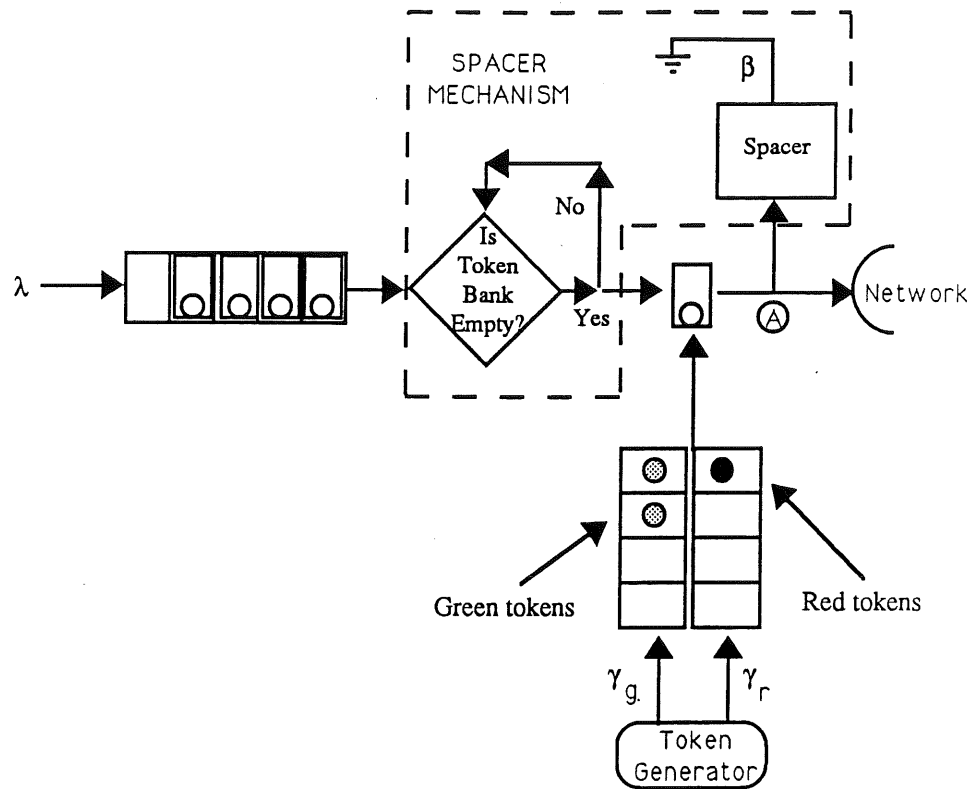 SPACER
MECHANISM
β
Spacer
No
Is
Token
Bank
Empty?
Yes
λ
A
Network
Green tokens
Red tokens
γg.
γr
Token
Generator